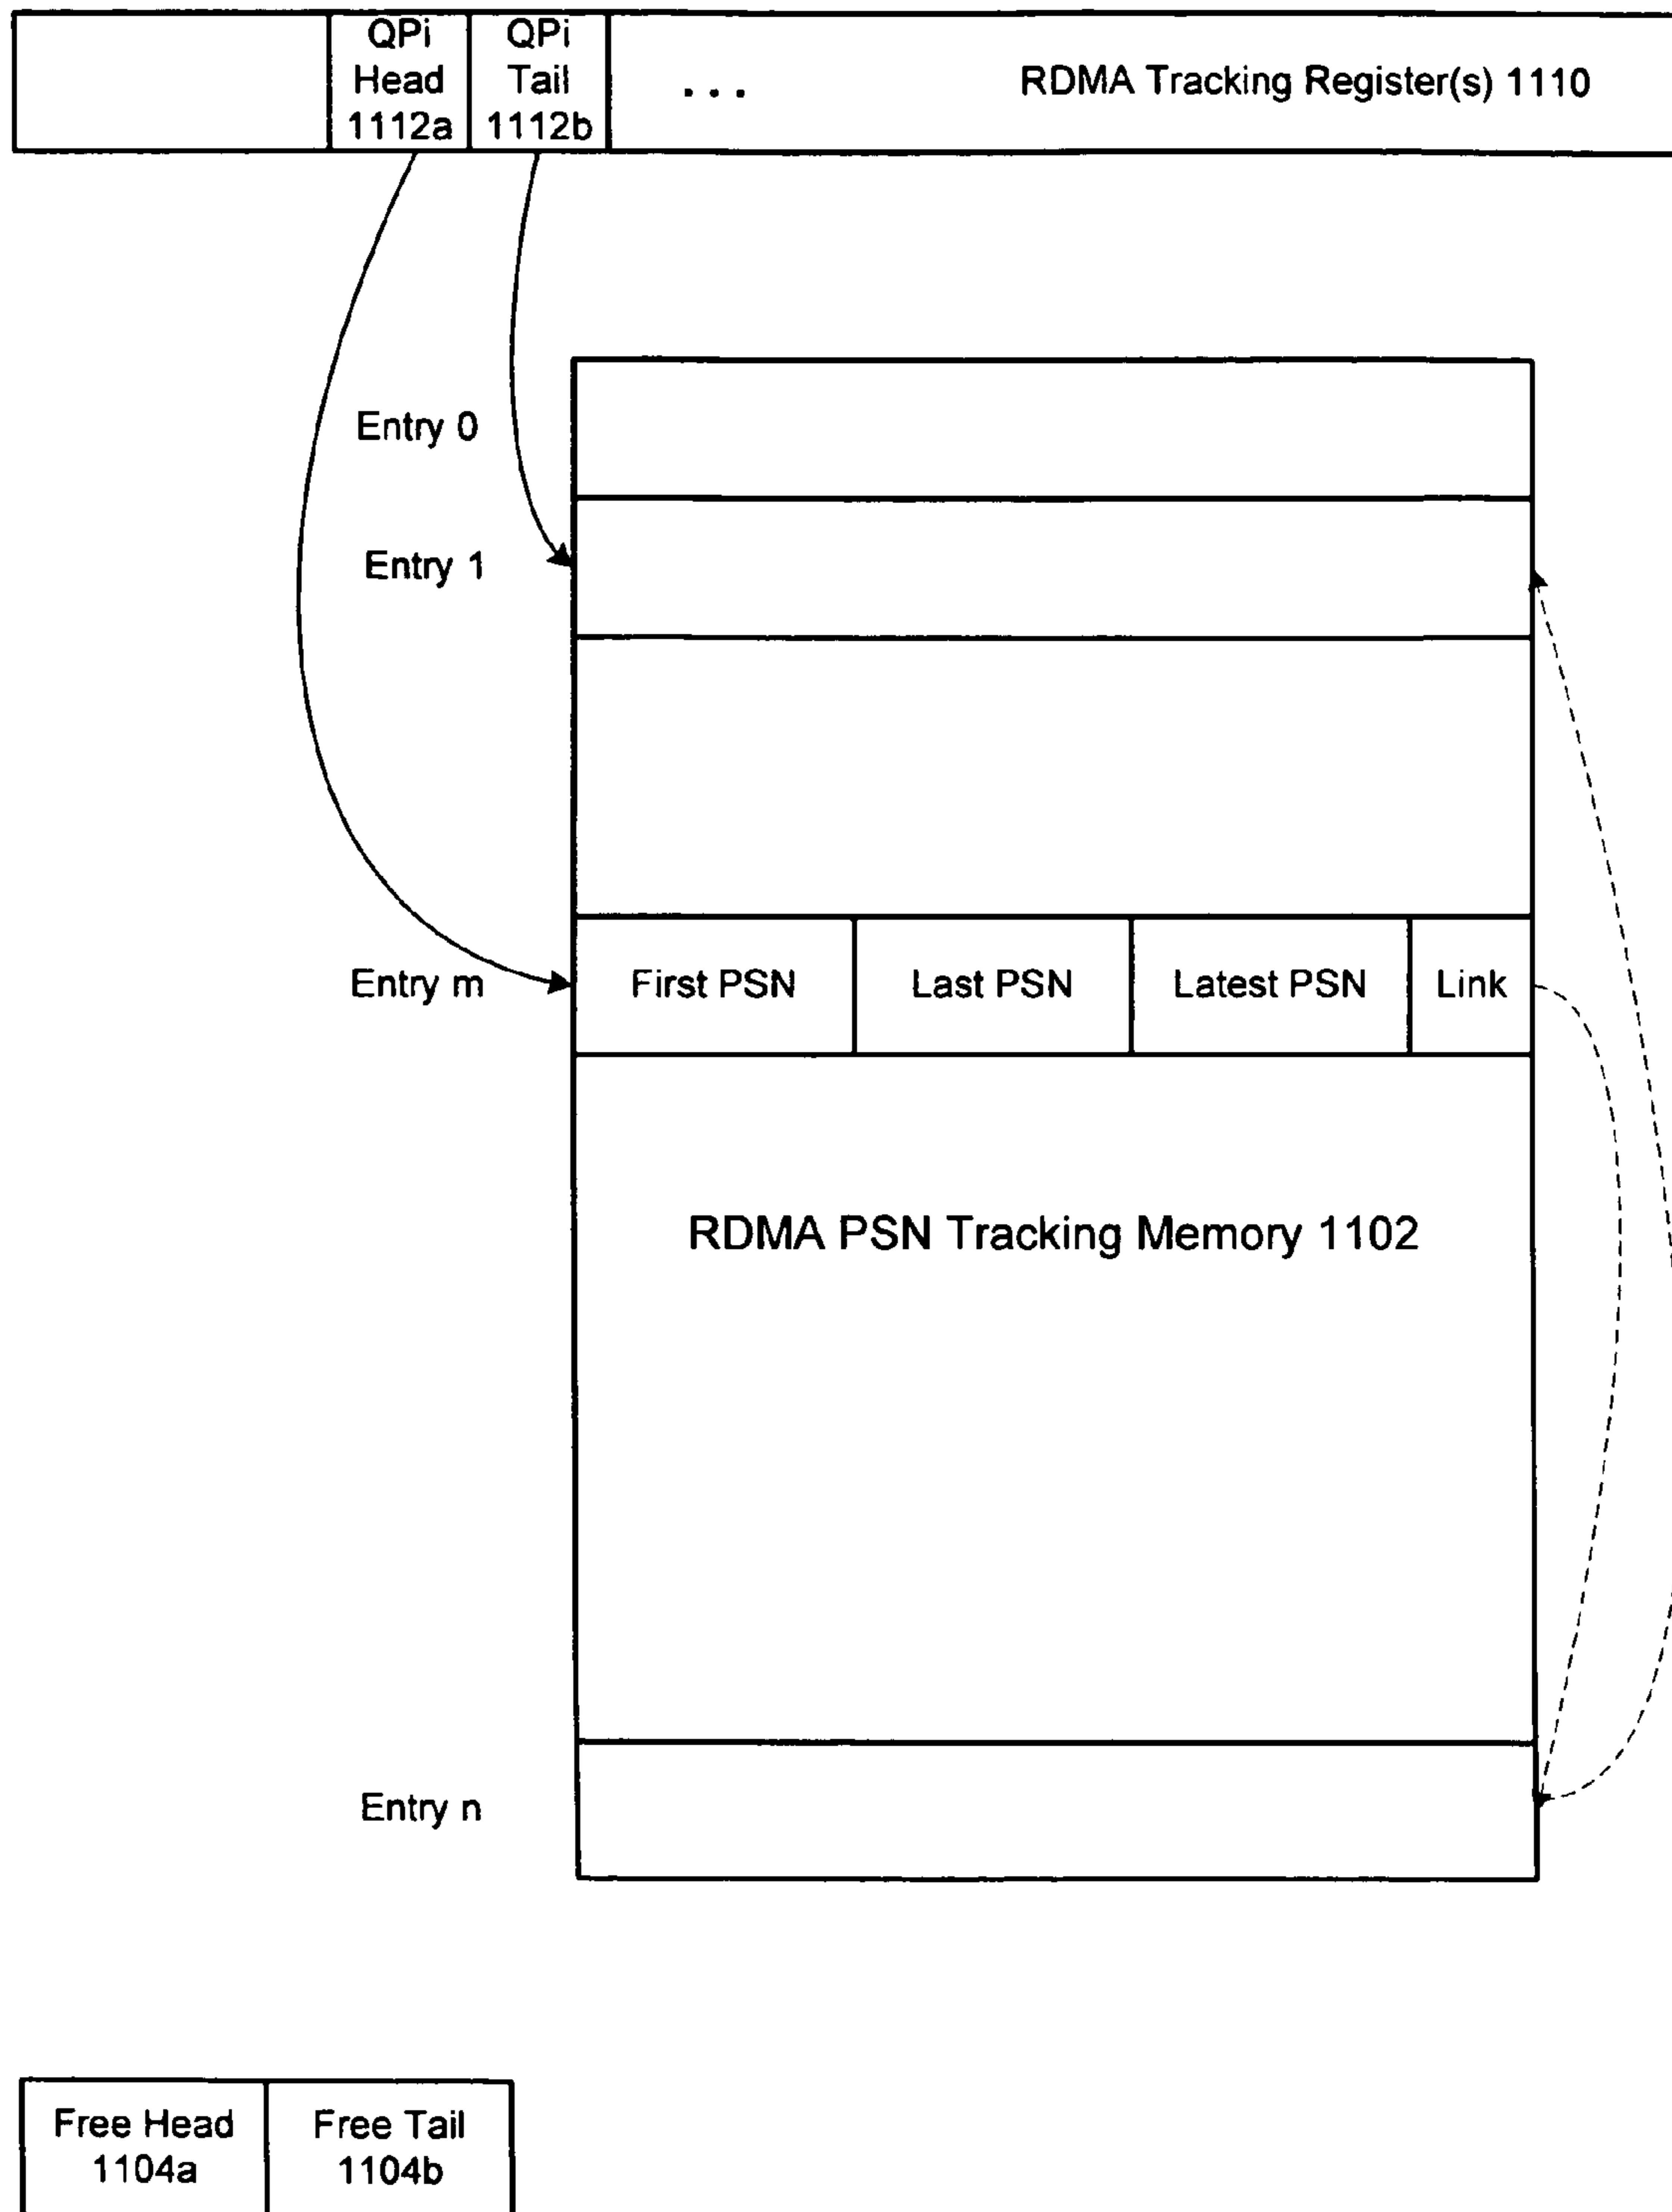 QPi
Head
1112a
QPi
Tail
1112b
...
RDMA Tracking Register(s) 1110
Entry 0
Entry 1
Entry m
First PSN
Last PSN
Latest PSN
Link
RDMA PSN Tracking Memory 1102
Entry n
Free Head
1104a
Free Tail
1104b